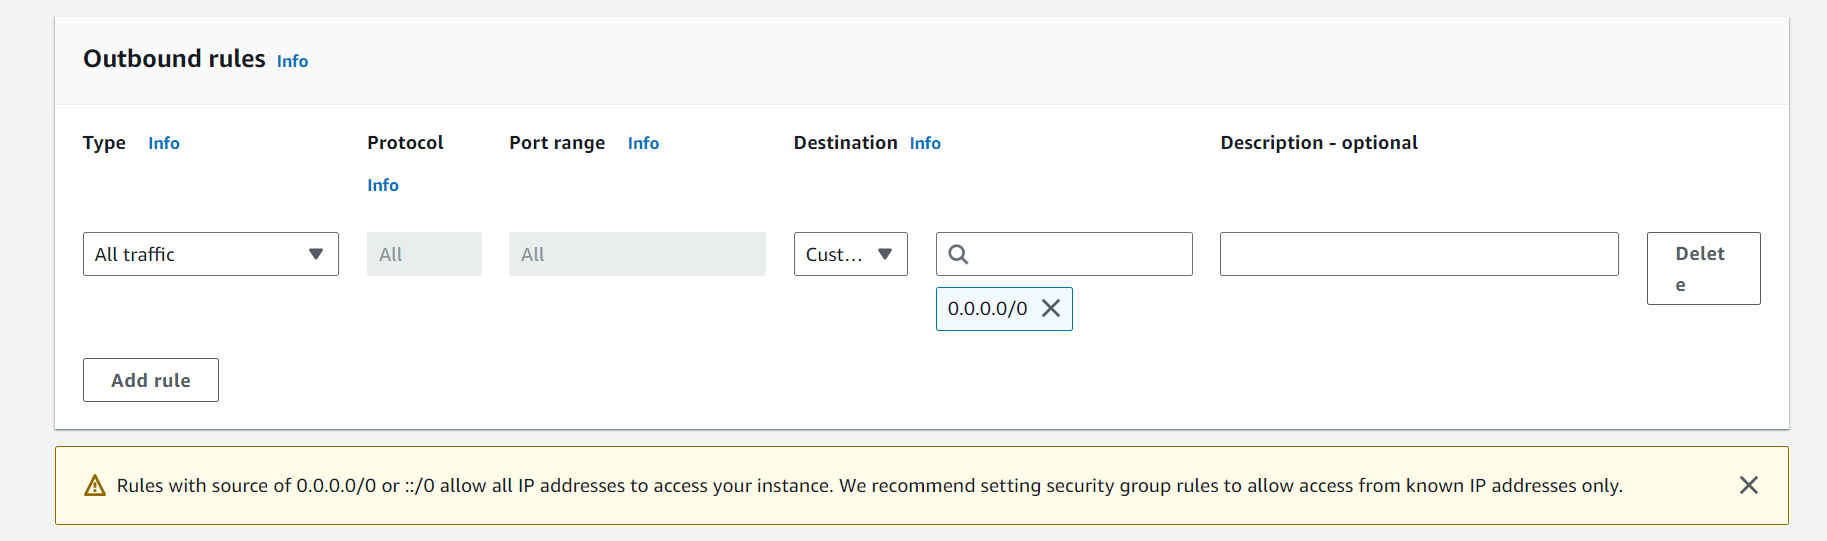 Outbound rules Info
Type Info Protocol Info Port range Info Destination Info Description - optional
All traffic All All Cust... Delet
e
0.0.0.0/0
Add rule
Rules with source of 0.0.0.0/0 or ::/0 allow all IP addresses to access your instance. We recommend setting security group rules to allow access from known IP addresses only.